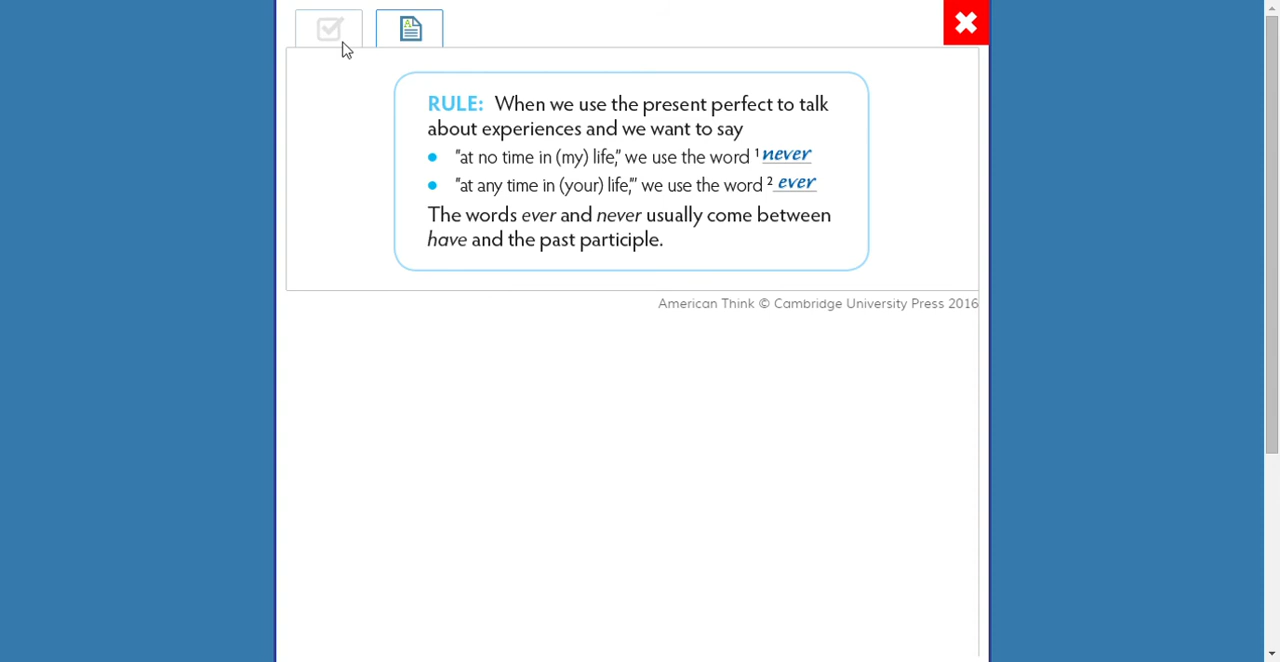 RULE: When we use the present perfect to talk
about experiences and we want to say
• "at no time in (my) life," we use the word ¹ never
• "at any time in (your) life,"' we use the word ² ever
The words ever and never usually come between
have and the past participle.
American Think © Cambridge University Press 2016